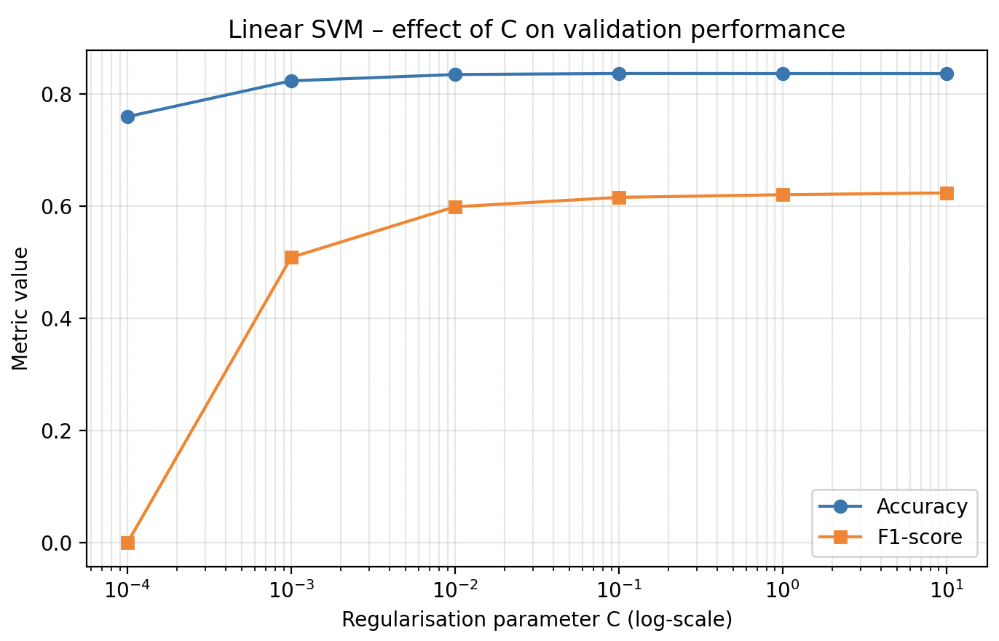 Linear SVM – effect of C on validation performance
0.8
0.6
0.4
0.2
0.0
Metric value
10⁻⁴ 10⁻³ 10⁻² 10⁻¹ 10⁰ 10¹
Regularisation parameter C (log-scale)
Accuracy
F1-score